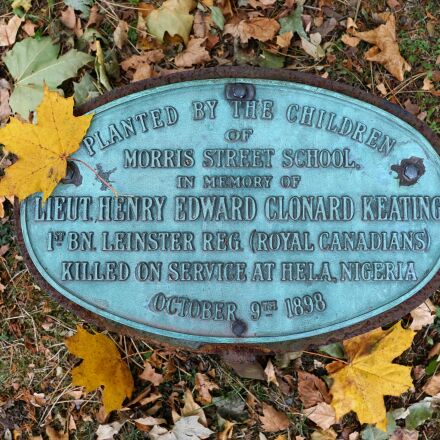 PLANTED BY THE CHILDREN
OF
MORRIS STREET SCHOOL.
IN MEMORY OF
LIEUT. HENRY EDWARD CLONARD KEATING
1ST BN. LEINSTER REG. (ROYAL CANADIANS)
KILLED ON SERVICE AT HELA, NIGERIA
OCTOBER 9TH 1898